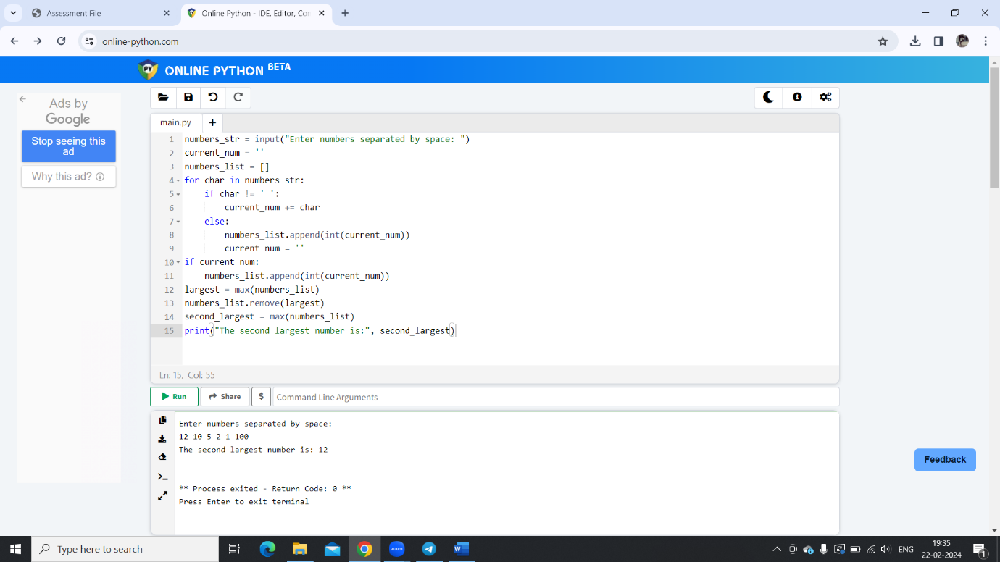 Assessment File
Online Python - IDE, Editor, Con
online-python.com
PY
ONLINE PYTHON BETA
Ads by
Google
Stop seeing this
ad
Why this ad?
main.py
1 numbers_str = input("Enter numbers separated by space: ")
2 current_num = ''
3 numbers_list = []
4 for char in numbers_str:
5 if char != ' ':
6 current_num += char
7 else:
8 numbers_list.append(int(current_num))
9 current_num = ''
10 if current_num:
11 numbers_list.append(int(current_num))
12 largest = max(numbers_list)
13 numbers_list.remove(largest)
14 second_largest = max(numbers_list)
15 print("The second largest number is:", second_largest)
Ln: 15, Col: 55
Run
Share
$
Command Line Arguments
Enter numbers separated by space:
12 10 5 2 1 100
The second largest number is: 12
** Process exited - Return Code: 0 **
Press Enter to exit terminal
Feedback
Type here to search
zoom
W
ENG
19:35
22-02-2024
1